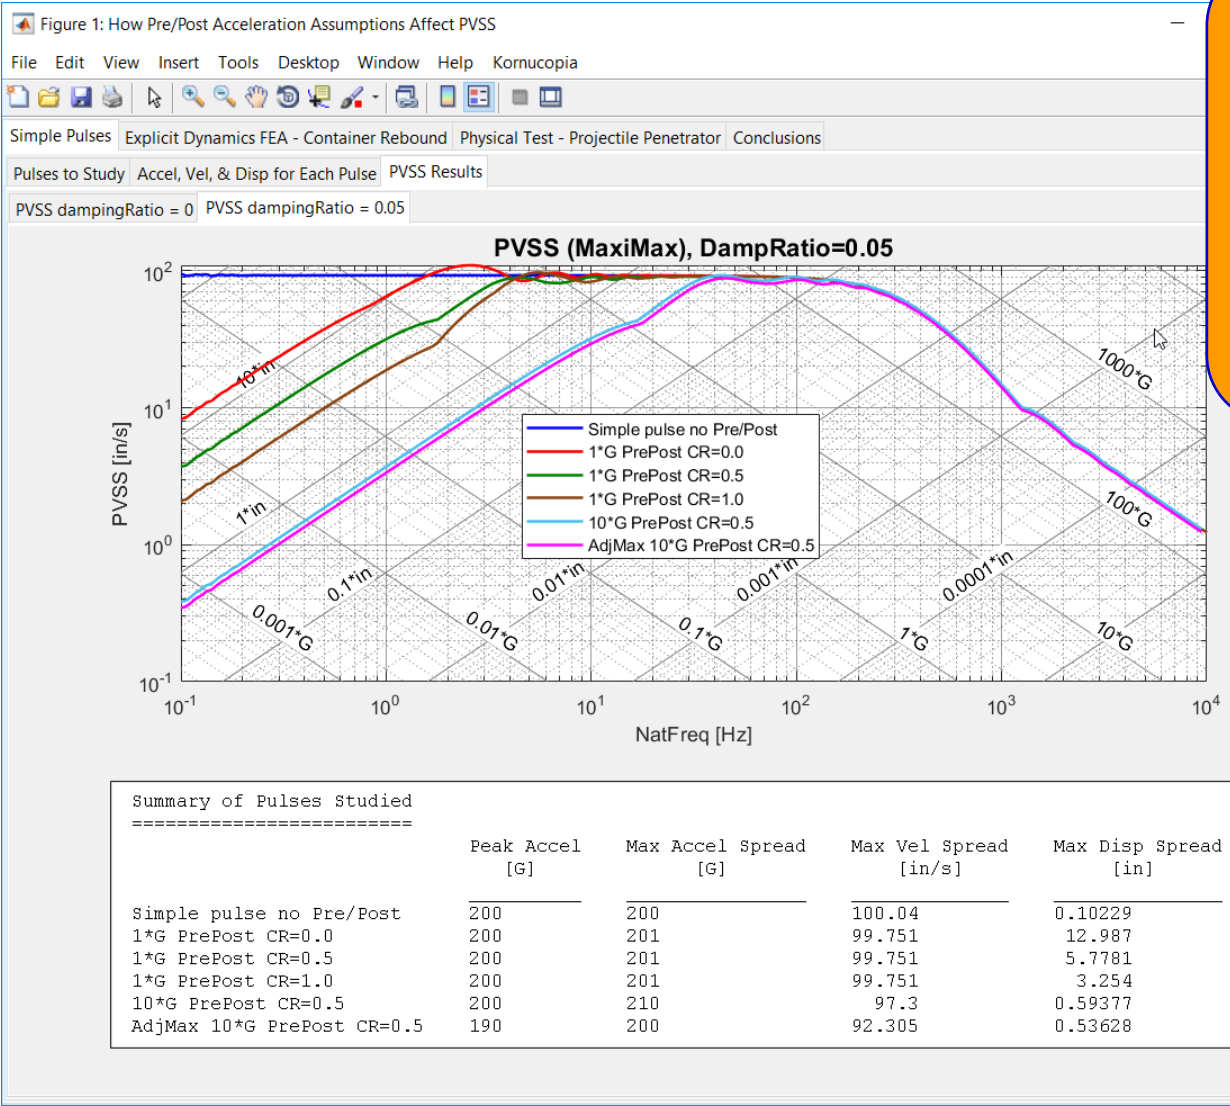 Figure 1: How Pre/Post Acceleration Assumptions Affect PVSS
File Edit View Insert Tools Desktop Window Help Kornucopia
Simple Pulses Explicit Dynamics FEA - Container Rebound Physical Test - Projectile Penetrator Conclusions
Pulses to Study Accel, Vel, & Disp for Each Pulse PVSS Results
PVSS dampingRatio = 0 PVSS dampingRatio = 0.05
PVSS (MaxiMax), DampRatio=0.05
10^2
10^1
10^0
10^-1
PVSS [in/s]
10*in
1*in
0.1*in
0.01*in
0.001*in
0.0001*in
1000*G
100*G
0.001*G
0.01*G
0.1*G
1*G
10*G
Simple pulse no Pre/Post
1*G PrePost CR=0.0
1*G PrePost CR=0.5
1*G PrePost CR=1.0
10*G PrePost CR=0.5
AdjMax 10*G PrePost CR=0.5
10^-1 10^0 10^1 10^2 10^3 10^4
NatFreq [Hz]
Summary of Pulses Studied
=========================
Peak Accel Max Accel Spread Max Vel Spread Max Disp Spread
[G] [G] [in/s] [in]
Simple pulse no Pre/Post 200 200 100.04 0.10229
1*G PrePost CR=0.0 200 201 99.751 12.987
1*G PrePost CR=0.5 200 201 99.751 5.7781
1*G PrePost CR=1.0 200 201 99.751 3.254
10*G PrePost CR=0.5 200 210 97.3 0.59377
AdjMax 10*G PrePost CR=0.5 190 200 92.305 0.53628